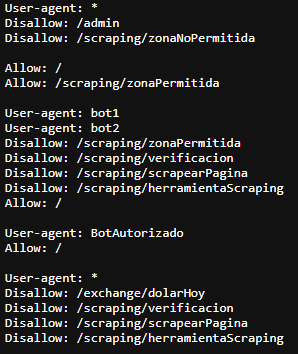 User-agent: *
Disallow: /admin
Disallow: /scraping/zonaNoPermitida
Allow: /
Allow: /scraping/zonaPermitida
User-agent: bot1
User-agent: bot2
Disallow: /scraping/zonaPermitida
Disallow: /scraping/verificacion
Disallow: /scraping/scrapearPagina
Disallow: /scraping/herramientaScraping
Allow: /
User-agent: BotAutorizado
Allow: /
User-agent: *
Disallow: /exchange/dolarHoy
Disallow: /scraping/verificacion
Disallow: /scraping/scrapearPagina
Disallow: /scraping/herramientaScraping